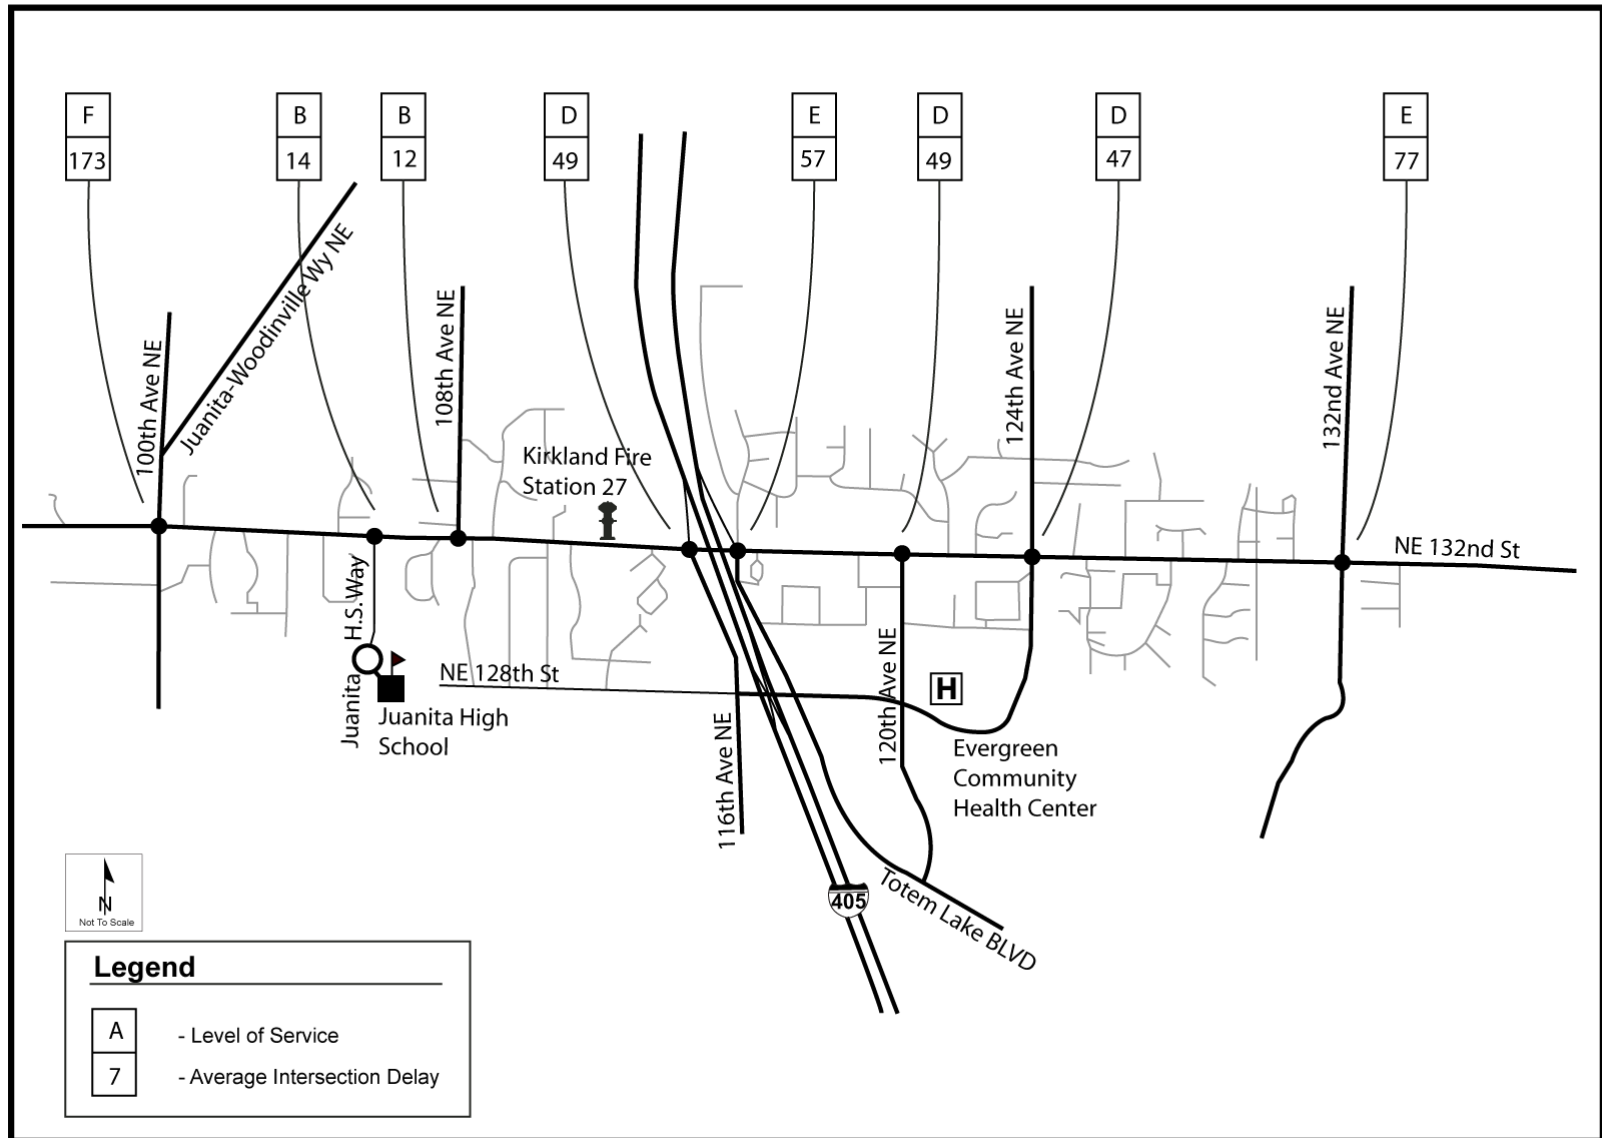 F
173
B
14
B
12
D
49
E
57
D
49
D
47
E
77
100th Ave NE
Juanita-Woodinville Wy NE
108th Ave NE
124th Ave NE
132nd Ave NE
Kirkland Fire
Station 27
NE 132nd St
Juanita H.S. Way
NE 128th St
Juanita High
School
116th Ave NE
120th Ave NE
H
Evergreen
Community
Health Center
405
Totem Lake BLVD
N
Not To Scale
Legend
A
- Level of Service
7
- Average Intersection Delay